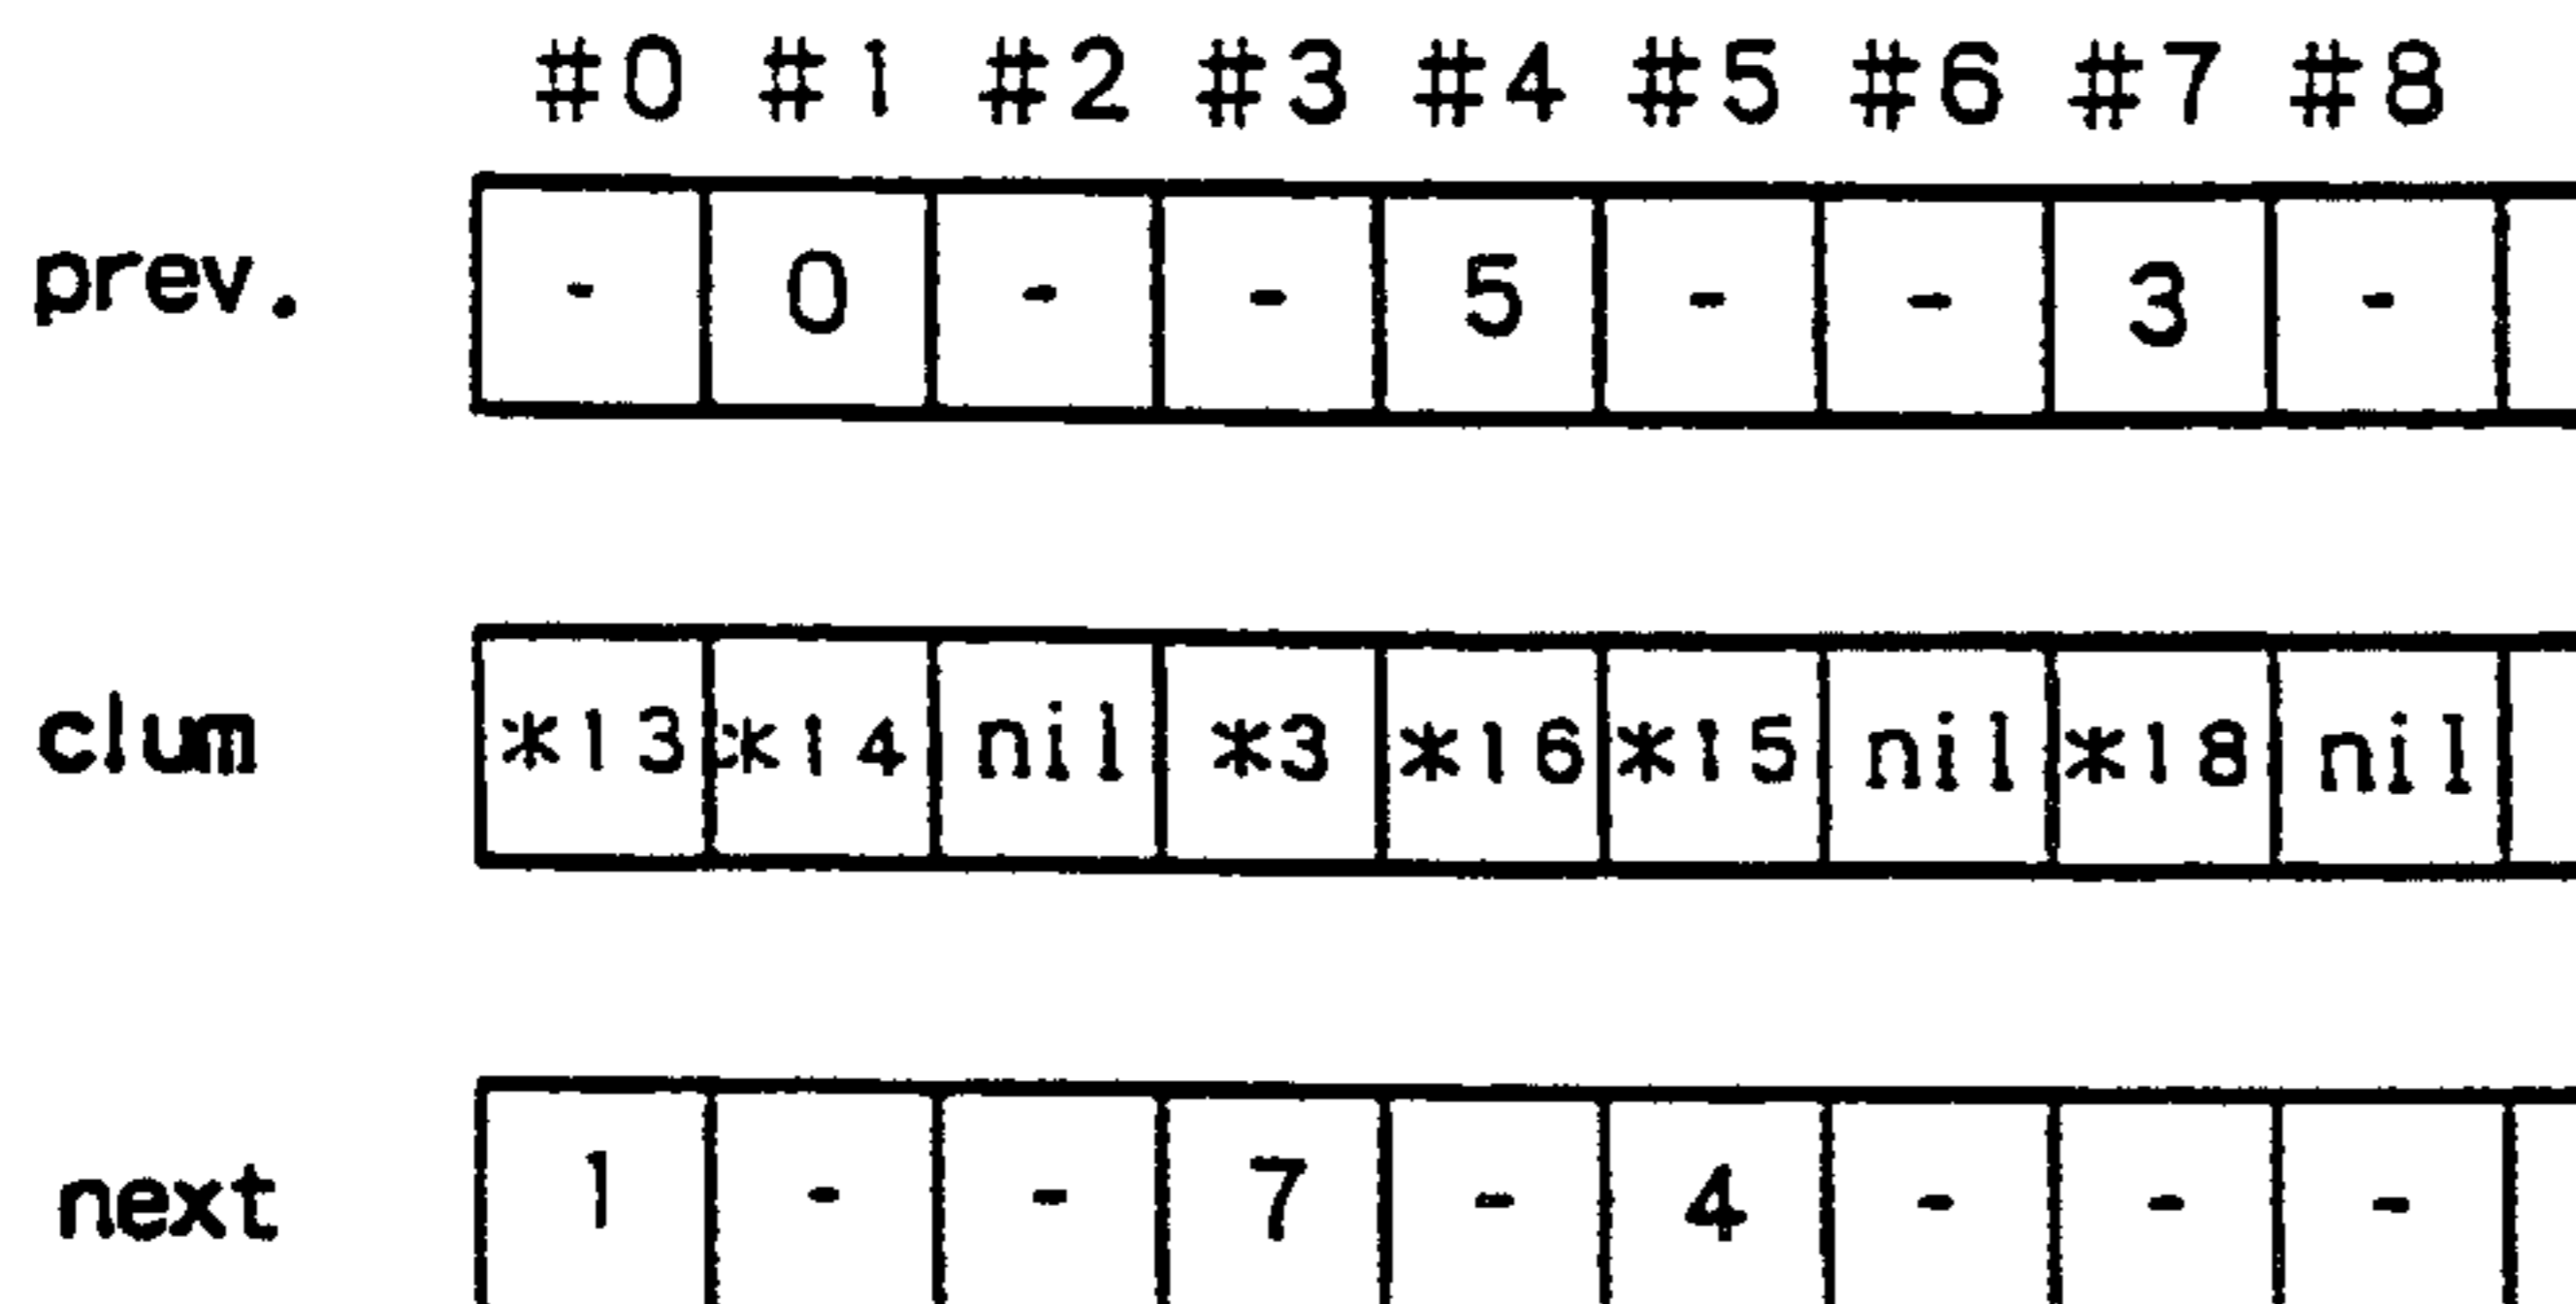 #0 #1 #2 #3 #4 #5 #6 #7 #8
prev. - 0 - - 5 - - 3 -
clum *13 *14 nil *3 *16 *15 nil *18 nil
next 1 - - 7 - 4 - - -